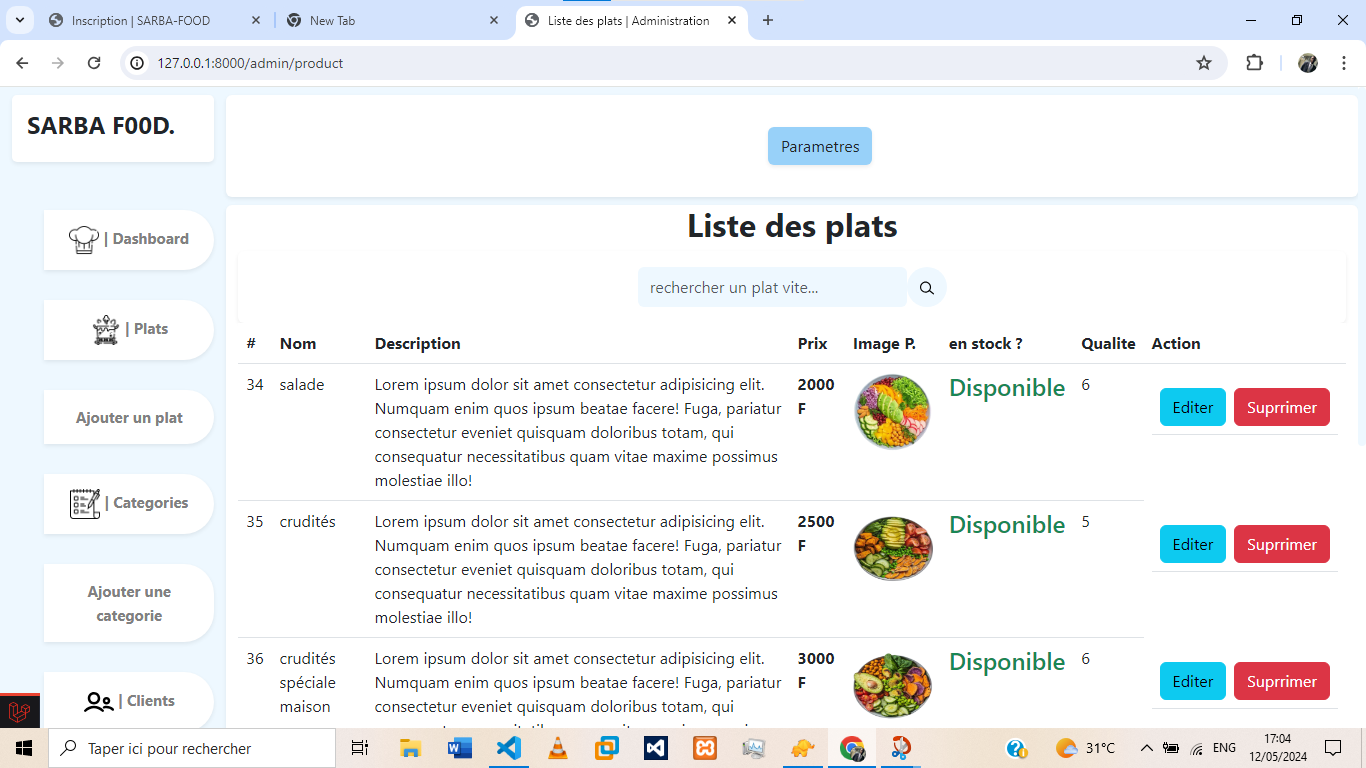 Inscription | SARBA-FOOD
New Tab
Liste des plats | Administration
127.0.0.1:8000/admin/product
SARBA F00D.
Parametres
| Dashboard
| Plats
Ajouter un plat
| Categories
Ajouter une
categorie
| Clients
Liste des plats
rechercher un plat vite...
# Nom Description Prix Image P. en stock ? Qualite Action
34 salade Lorem ipsum dolor sit amet consectetur adipisicing elit. 2000 Disponible 6 Editer Suprrimer
Numquam enim quos ipsum beatae facere! Fuga, pariatur F
consectetur eveniet quisquam doloribus totam, qui
consequatur necessitatibus quam vitae maxime possimus
molestiae illo!
35 crudités Lorem ipsum dolor sit amet consectetur adipisicing elit. 2500 Disponible 5 Editer Suprrimer
Numquam enim quos ipsum beatae facere! Fuga, pariatur F
consectetur eveniet quisquam doloribus totam, qui
consequatur necessitatibus quam vitae maxime possimus
molestiae illo!
36 crudités Lorem ipsum dolor sit amet consectetur adipisicing elit. 3000 Disponible 6 Editer Suprrimer
spéciale Numquam enim quos ipsum beatae facere! Fuga, pariatur F
maison consectetur eveniet quisquam doloribus totam, qui
Taper ici pour rechercher
31°C
ENG
17:04
12/05/2024